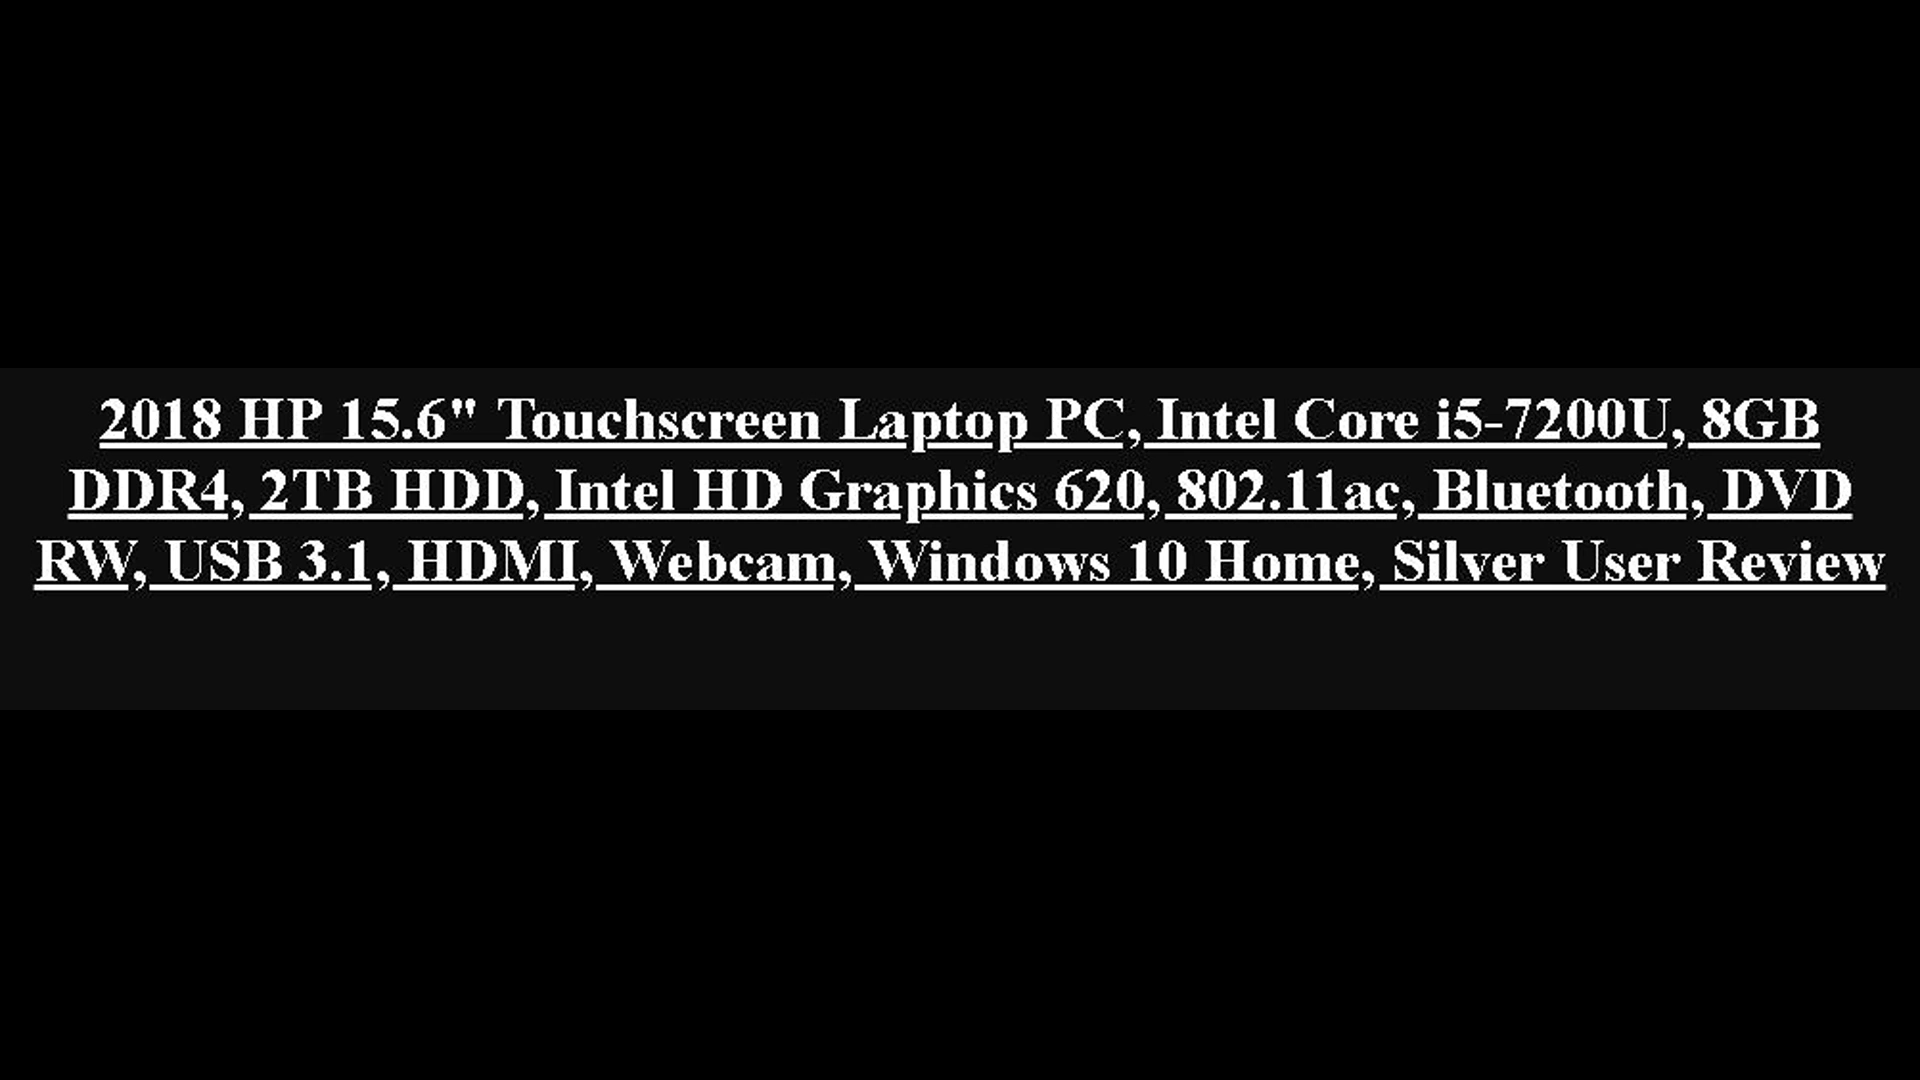 2018 HP 15.6" Touchscreen Laptop PC, Intel Core i5-7200U, 8GB
DDR4, 2TB HDD, Intel HD Graphics 620, 802.11ac, Bluetooth, DVD
RW, USB 3.1, HDMI, Webcam, Windows 10 Home, Silver User Review